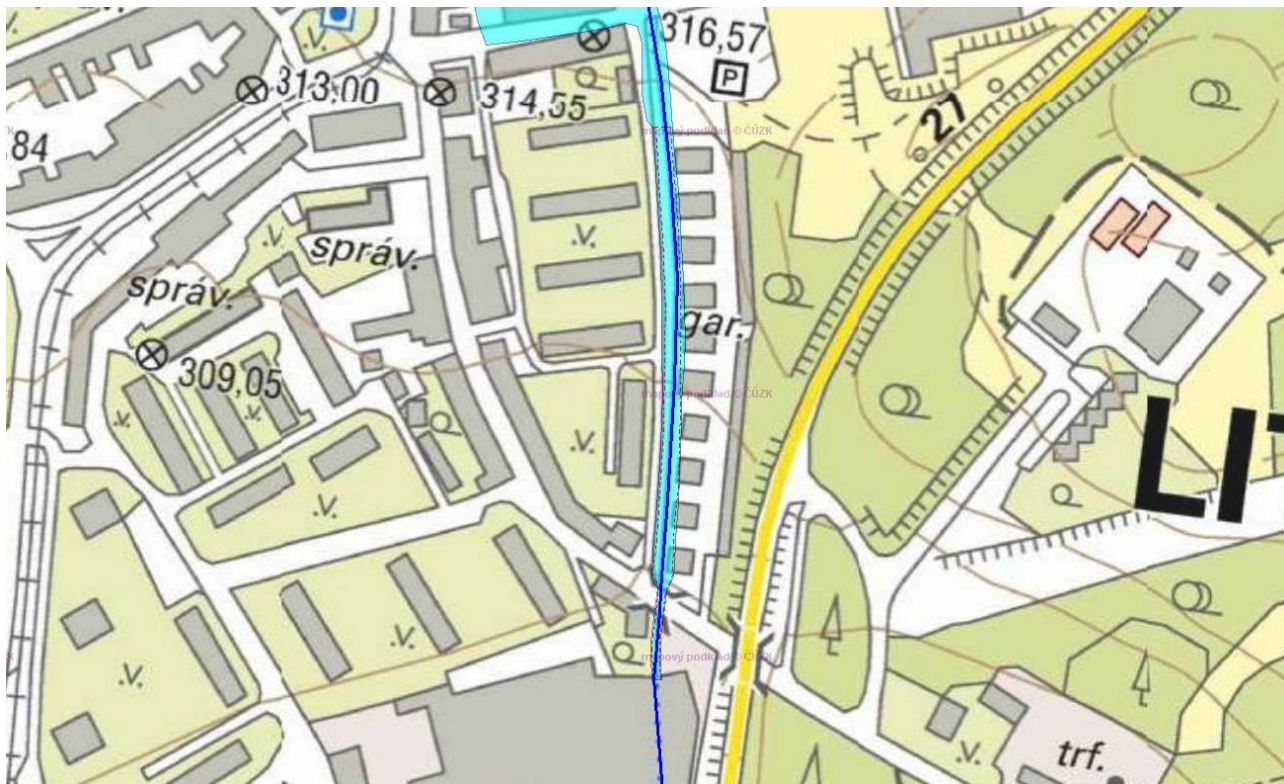 316,57
P
313,00
314,55
27
,84
mapový podklad © ČÚZK
.v.
správ.
.v.
správ.
gar.
309,05
mapový podklad © ČÚZK
.v.
.v.
.v.
LIT
.v.
mapový podklad © ČÚZK
.v.
.v.
.v.
trf.